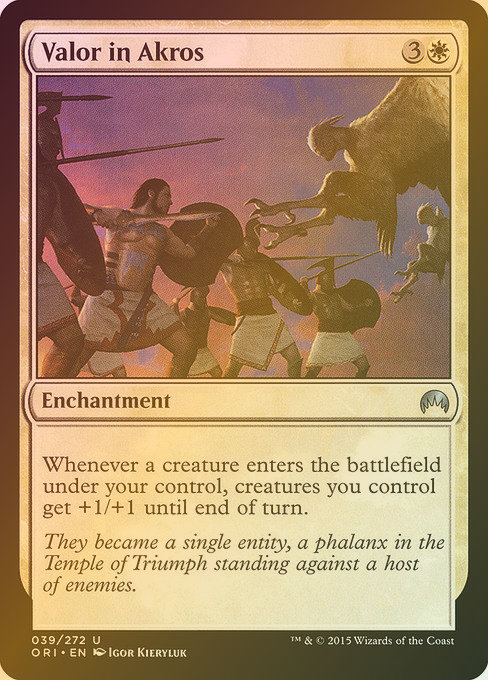 Valor in Akros 3
Enchantment
Whenever a creature enters the battlefield
under your control, creatures you control
get +1/+1 until end of turn.
They became a single entity, a phalanx in the
Temple of Triumph standing against a host
of enemies.
039/272 U
ORI • EN Igor Kieryluk
™ & © 2015 Wizards of the Coast